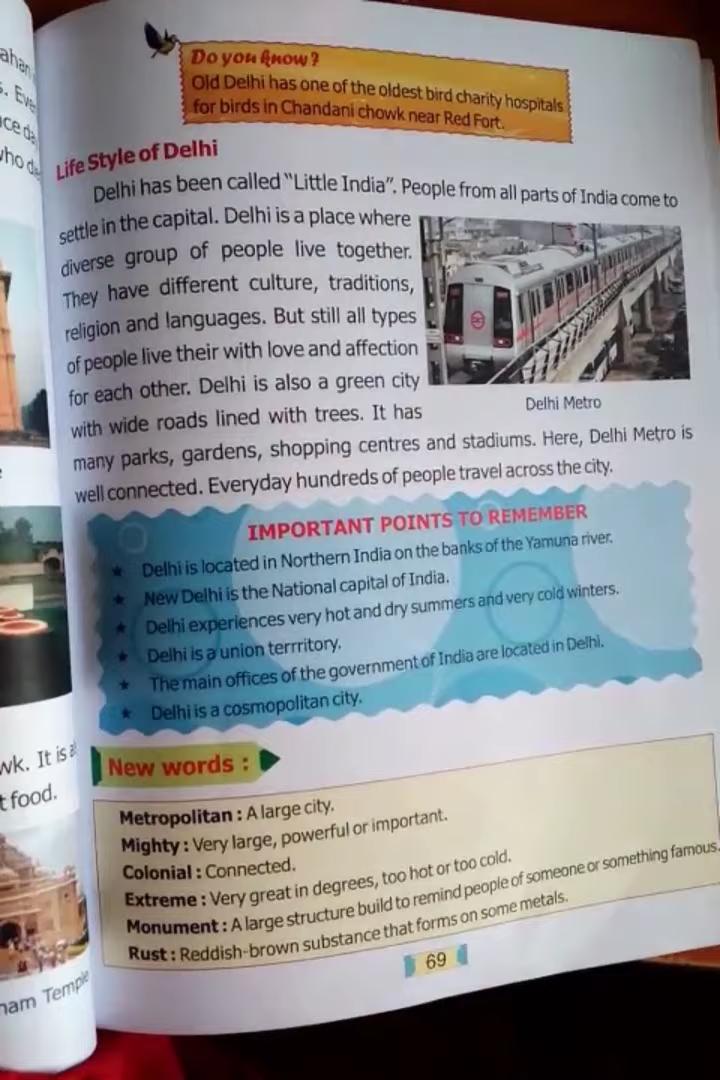 ahan
s. Eve
nce da
who de
wk. It is a
t food.
ham Temple
Do you know?
Old Delhi has one of the oldest bird charity hospitals
for birds in Chandani chowk near Red Fort.
Life Style of Delhi
Delhi has been called "Little India". People from all parts of India come to
settle in the capital. Delhi is a place where
diverse group of people live together.
They have different culture, traditions,
religion and languages. But still all types
of people live their with love and affection
for each other. Delhi is also a green city
with wide roads lined with trees. It has
many parks, gardens, shopping centres and stadiums. Here, Delhi Metro is
well connected. Everyday hundreds of people travel across the city.
Delhi Metro
IMPORTANT POINTS TO REMEMBER
★ Delhi is located in Northern India on the banks of the Yamuna river.
★ New Delhi is the National capital of India.
★ Delhi experiences very hot and dry summers and very cold winters.
★ Delhi is a union terrritory.
★ The main offices of the government of India are located in Delhi.
★ Delhi is a cosmopolitan city.
New words :
Metropolitan : A large city.
Mighty : Very large, powerful or important.
Colonial : Connected.
Extreme : Very great in degrees, too hot or too cold.
Monument : A large structure build to remind people of someone or something famous.
Rust : Reddish-brown substance that forms on some metals.
69